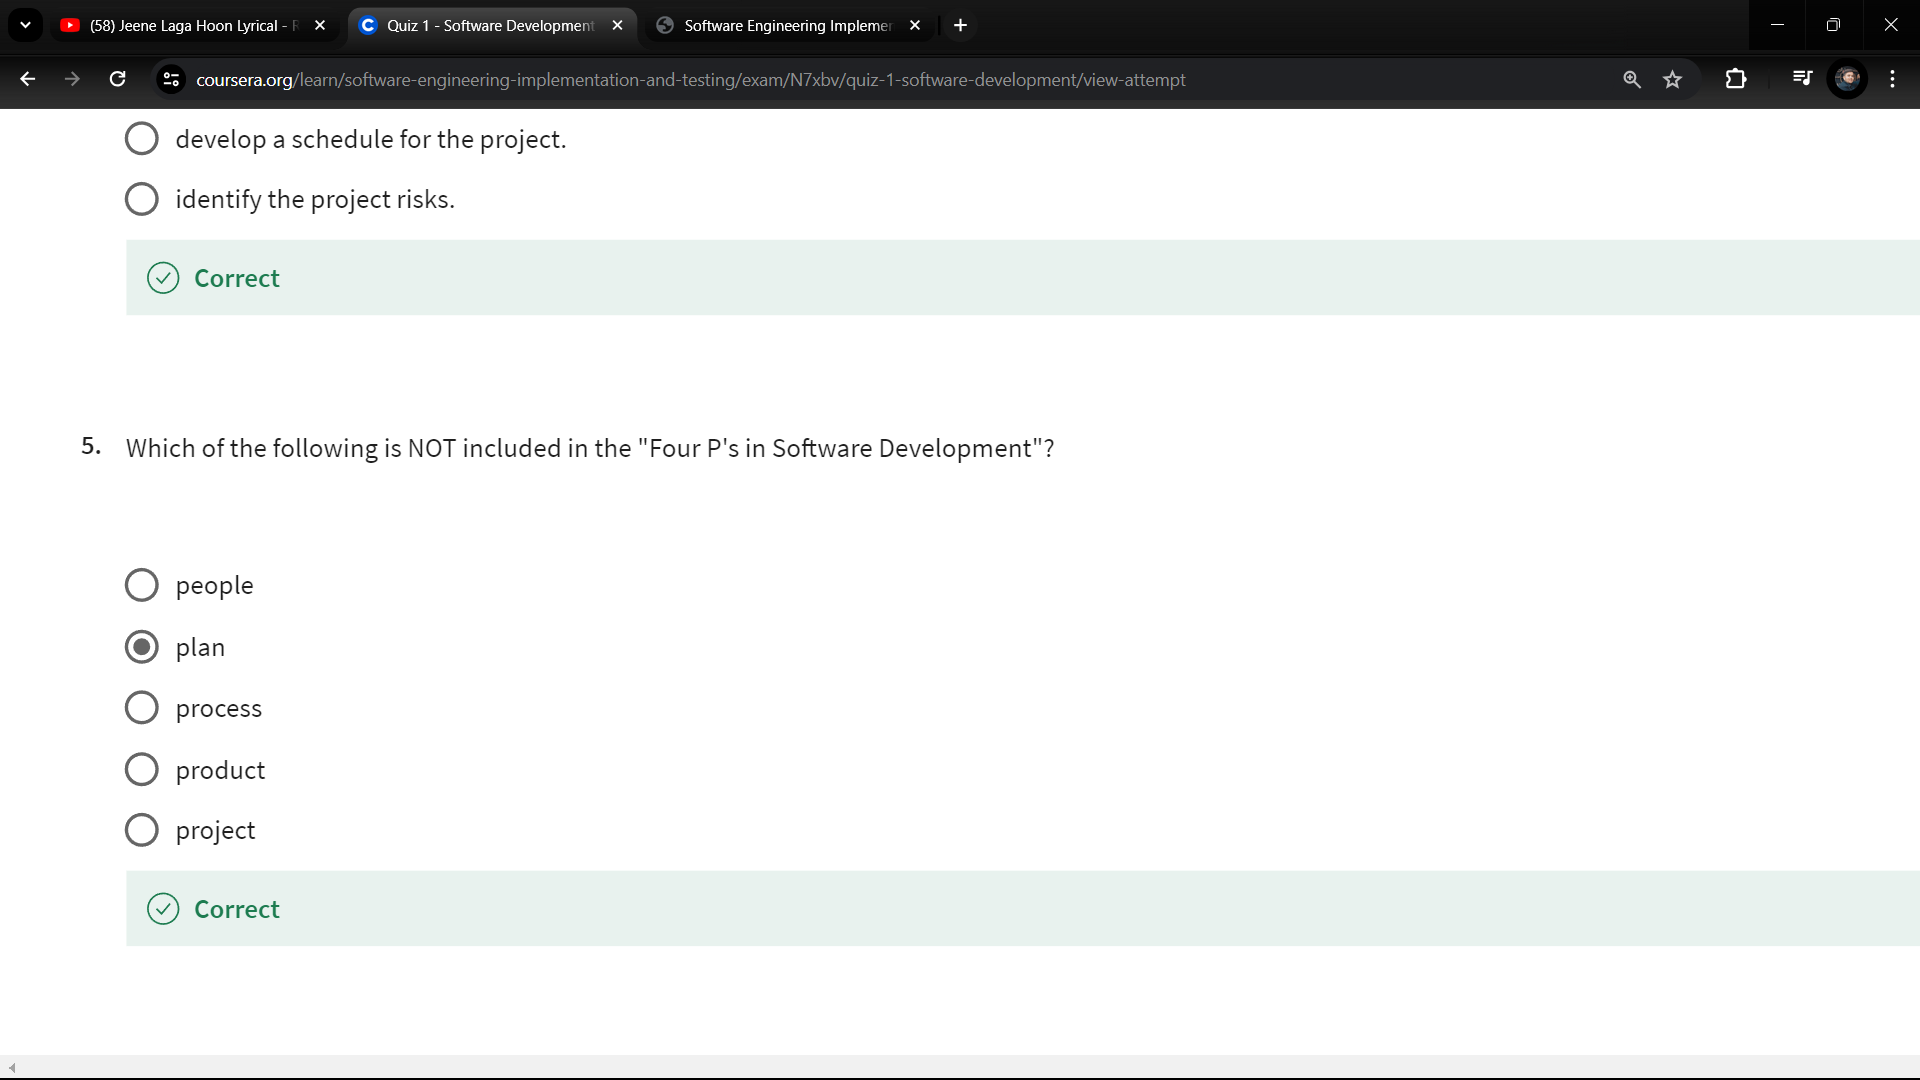 (58) Jeene Laga Hoon Lyrical -
Quiz 1 - Software Development
Software Engineering Implemer
coursera.org/learn/software-engineering-implementation-and-testing/exam/N7xbv/quiz-1-software-development/view-attempt
develop a schedule for the project.
identify the project risks.
Correct
5. Which of the following is NOT included in the "Four P's in Software Development"?
people
plan
process
product
project
Correct